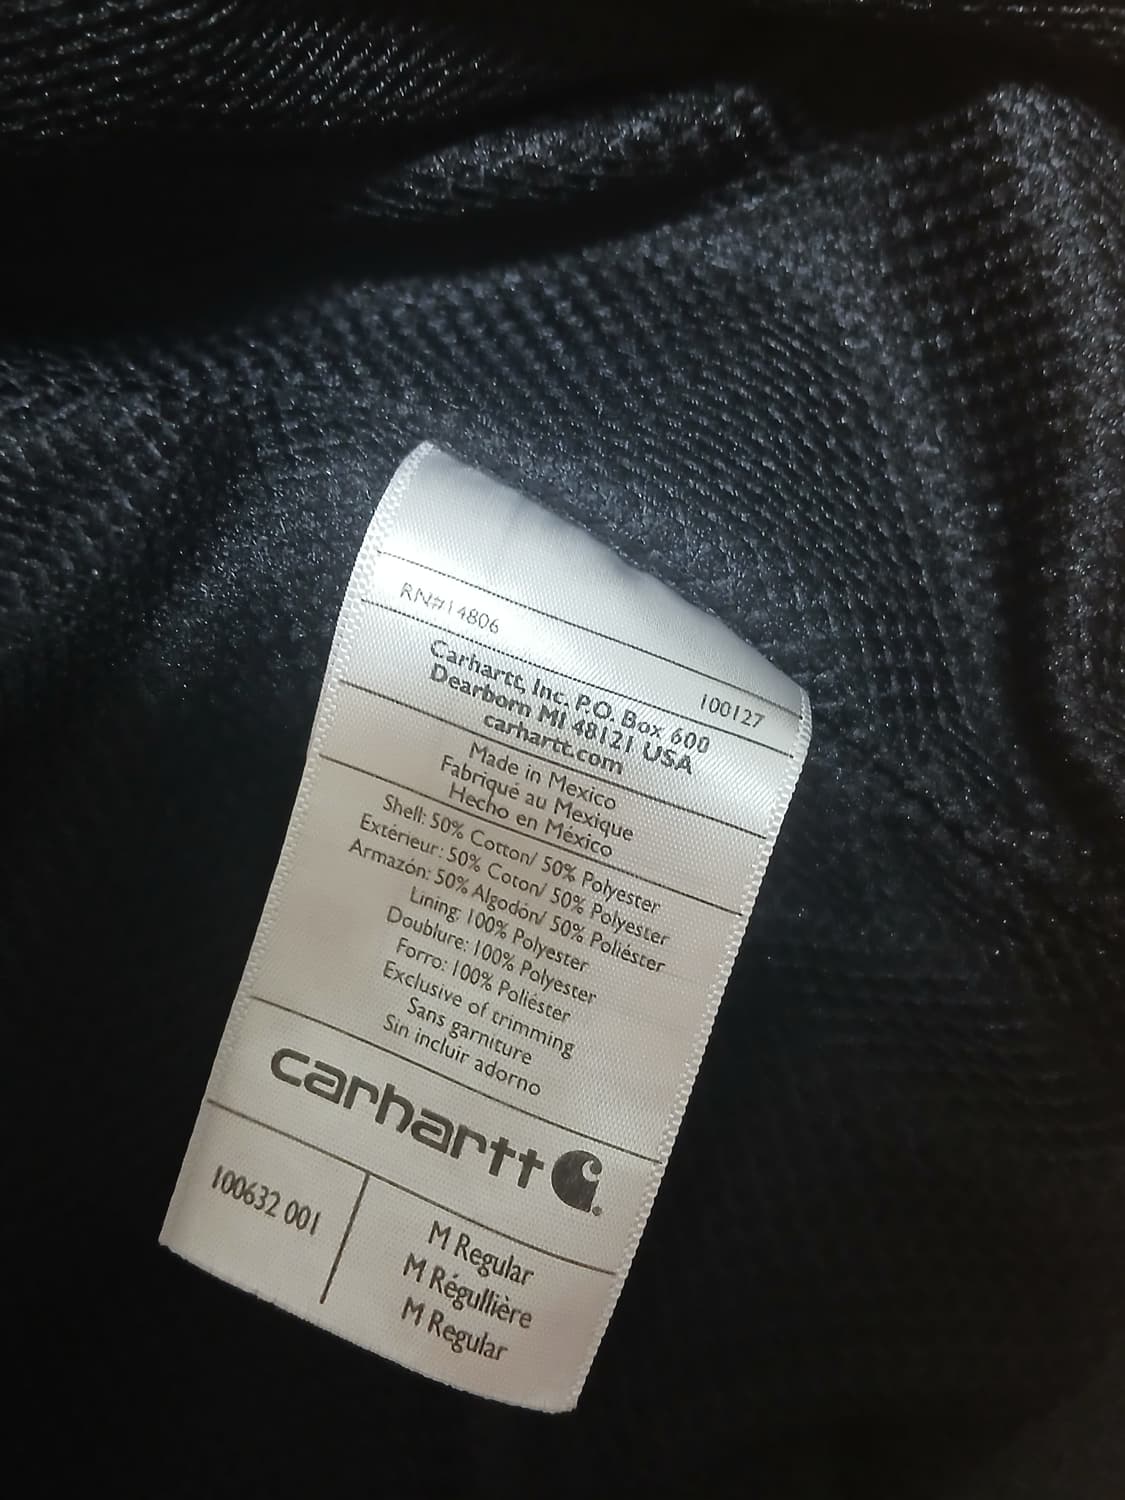 RN#14806
100127
Carhartt, Inc. P.O. Box 600
Dearborn MI 48121 USA
carhartt.com
Made in Mexico
Fabriqué au Mexique
Hecho en México
Shell: 50% Cotton/ 50% Polyester
Extérieur: 50% Coton/ 50% Polyester
Armazón: 50% Algodón/ 50% Poliéster
Lining: 100% Polyester
Doublure: 100% Polyester
Forro: 100% Poliéster
Exclusive of trimming
Sans garniture
Sin incluir adorno
carhartt
100632 001
M Regular
M Régullière
M Regular